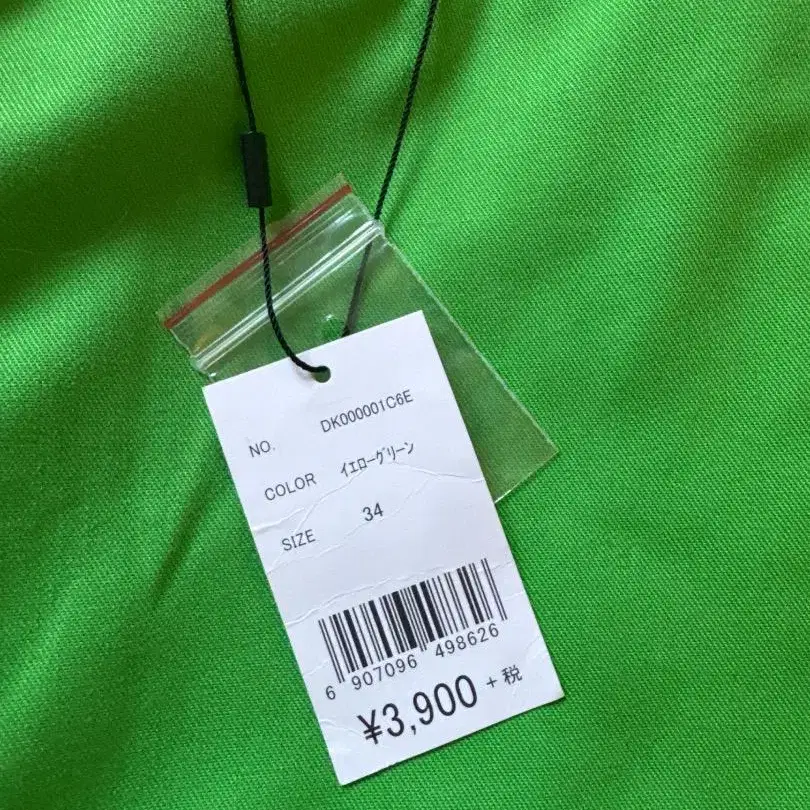 NO. DK000001C6E
COLOR ｲｴﾛｰｸﾞﾘｰﾝ
SIZE 34
6 907096 498626
¥3,900 +税